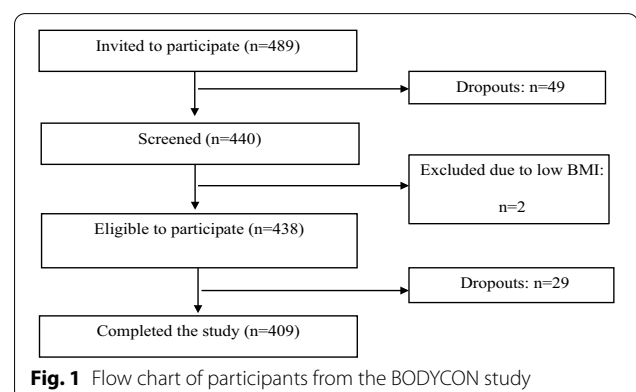 Invited to participate (n=489)
Dropouts: n=49
Screened (n=440)
Excluded due to low BMI:
n=2
Eligible to participate (n=438)
Dropouts: n=29
Completed the study (n=409)
Fig. 1 Flow chart of participants from the BODYCON study